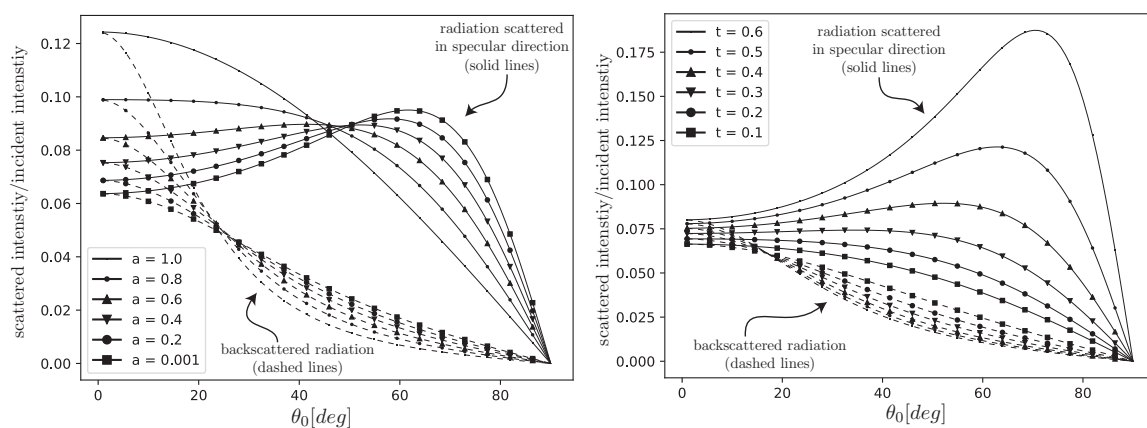 scattered intenstiy/incident intenstiy
0.12
0.10
0.08
0.06
0.04
0.02
0.00
radiation scattered
in specular direction
(solid lines)
a = 1.0
a = 0.8
a = 0.6
a = 0.4
a = 0.2
a = 0.001
backscattered radiation
(dashed lines)
0 20 40 60 80
θ₀[deg]
scattered intenstiy/incident intenstiy
0.175
0.150
0.125
0.100
0.075
0.050
0.025
0.000
t = 0.6
t = 0.5
t = 0.4
t = 0.3
t = 0.2
t = 0.1
radiation scattered
in specular direction
(solid lines)
backscattered radiation
(dashed lines)
0 20 40 60 80
θ₀[deg]